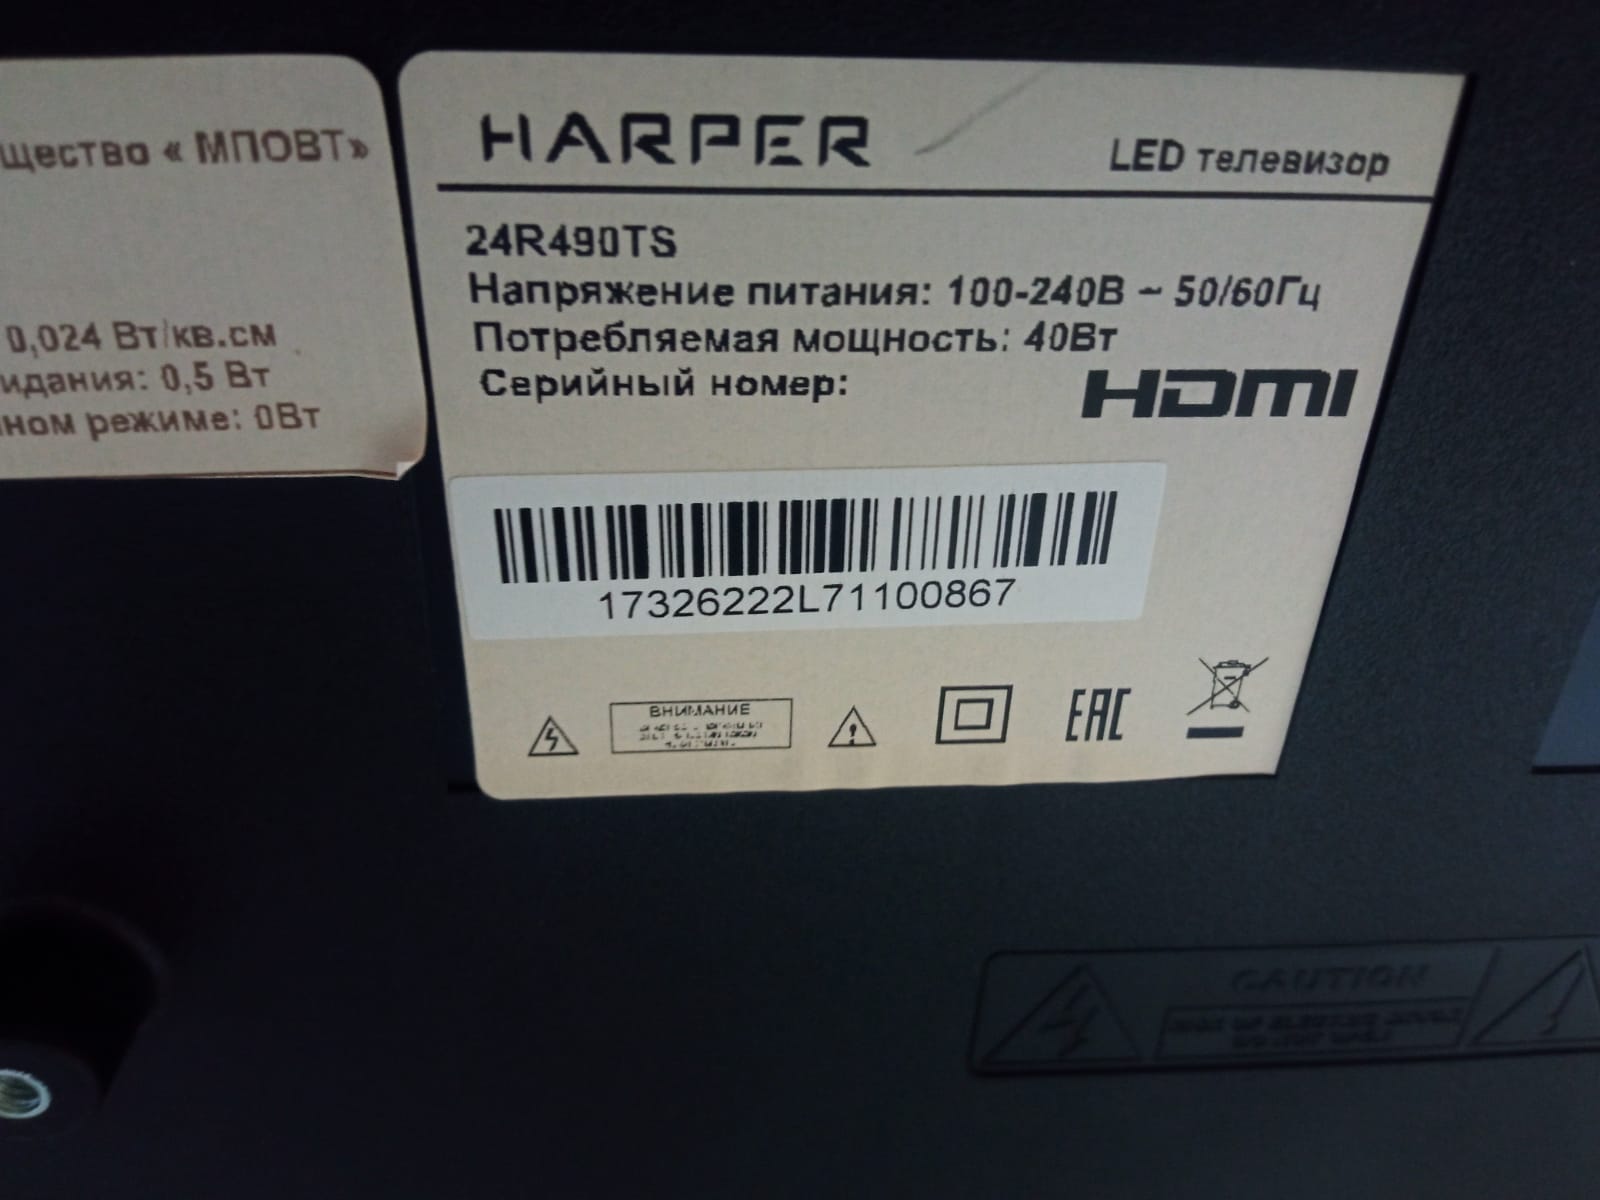 щество « МПОВТ»
0,024 Вт/кв.см
идания: 0,5 Вт
ном режиме: 0Вт
HARPER
LED телевизор
24R490TS
Напряжение питания: 100-240В ~ 50/60Гц
Потребляемая мощность: 40Вт
Серийный номер:
HDMI
17326222L71100867
ВНИМАНИЕ
EAC
CAUTION